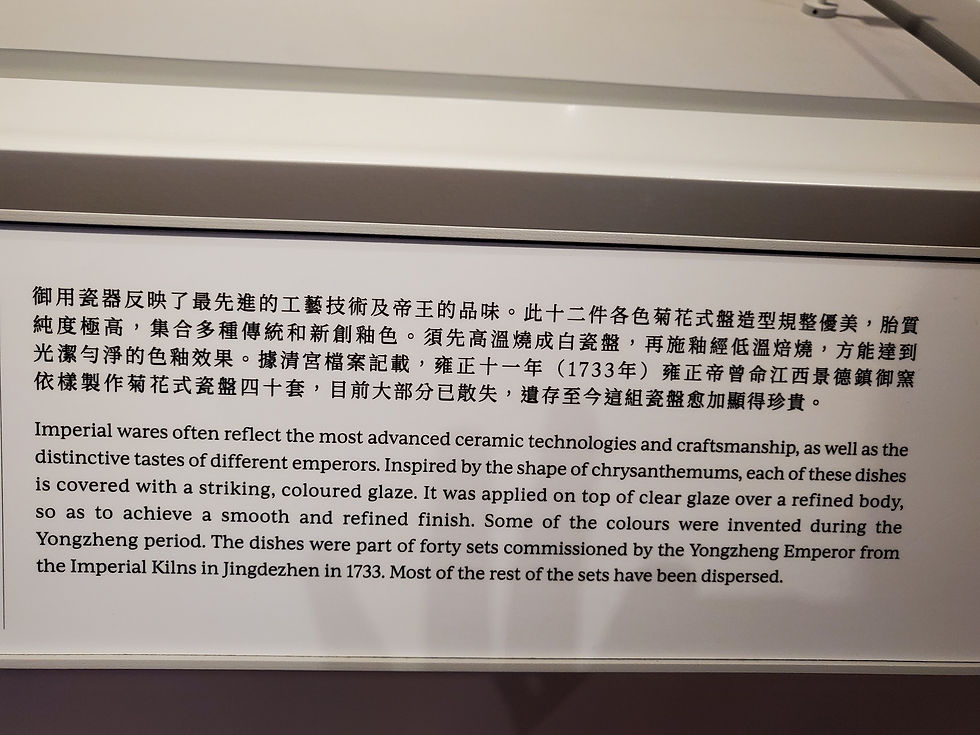 御用瓷器反映了最先進的工藝技術及帝王的品味。此十二件各色菊花式盤造型規整優美，胎質
純度極高，集合多種傳統和新創釉色。須先高溫燒成白瓷盤，再施釉經低溫焙燒，方能達到
光潔勻淨的色釉效果。據清宮檔案記載，雍正十一年（1733年）雍正帝曾命江西景德鎮御窯
依樣製作菊花式瓷盤四十套，目前大部分已散失，遺存至今這組瓷盤愈加顯得珍貴。
Imperial wares often reflect the most advanced ceramic technologies and craftsmanship, as well as the
distinctive tastes of different emperors. Inspired by the shape of chrysanthemums, each of these dishes
is covered with a striking, coloured glaze. It was applied on top of clear glaze over a refined body,
so as to achieve a smooth and refined finish. Some of the colours were invented during the
Yongzheng period. The dishes were part of forty sets commissioned by the Yongzheng Emperor from
the Imperial Kilns in Jingdezhen in 1733. Most of the rest of the sets have been dispersed.